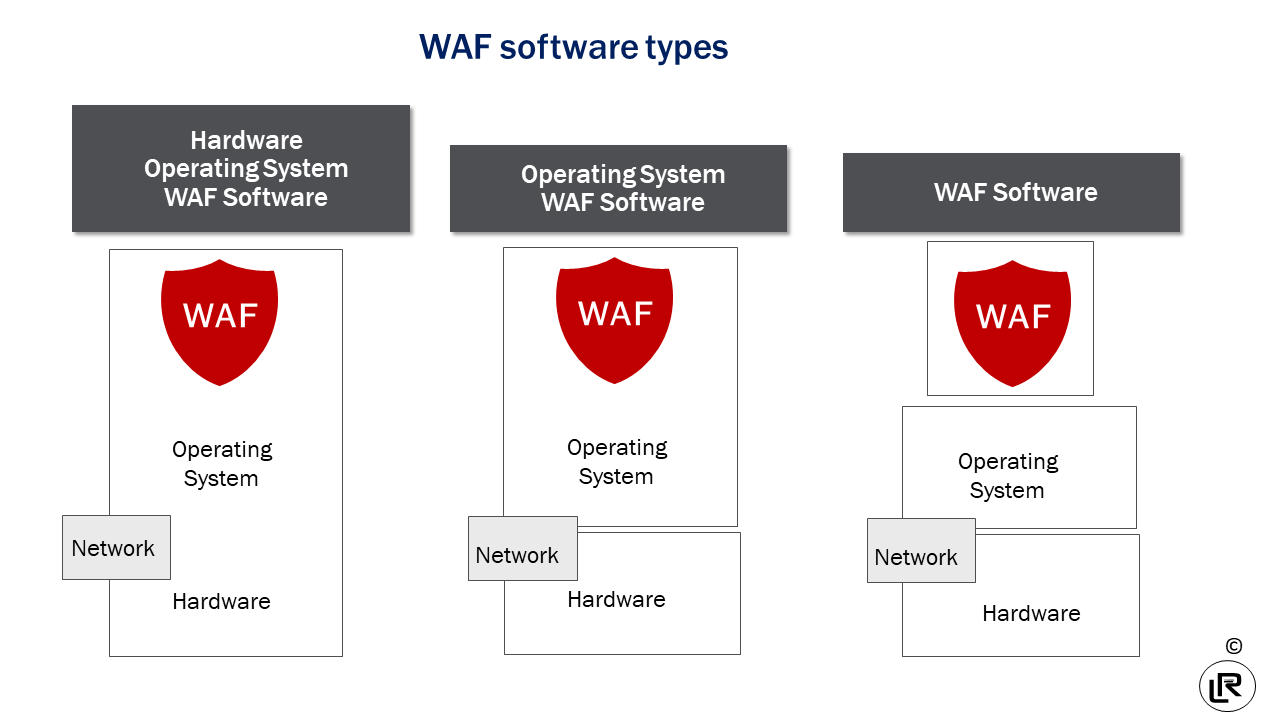 WAF software types
Hardware
Operating System
WAF Software
Operating System
WAF Software
WAF Software
WAF
Operating
System
Network
Hardware
WAF
Operating
System
Network
Hardware
WAF
Operating
System
Network
Hardware
©
LR